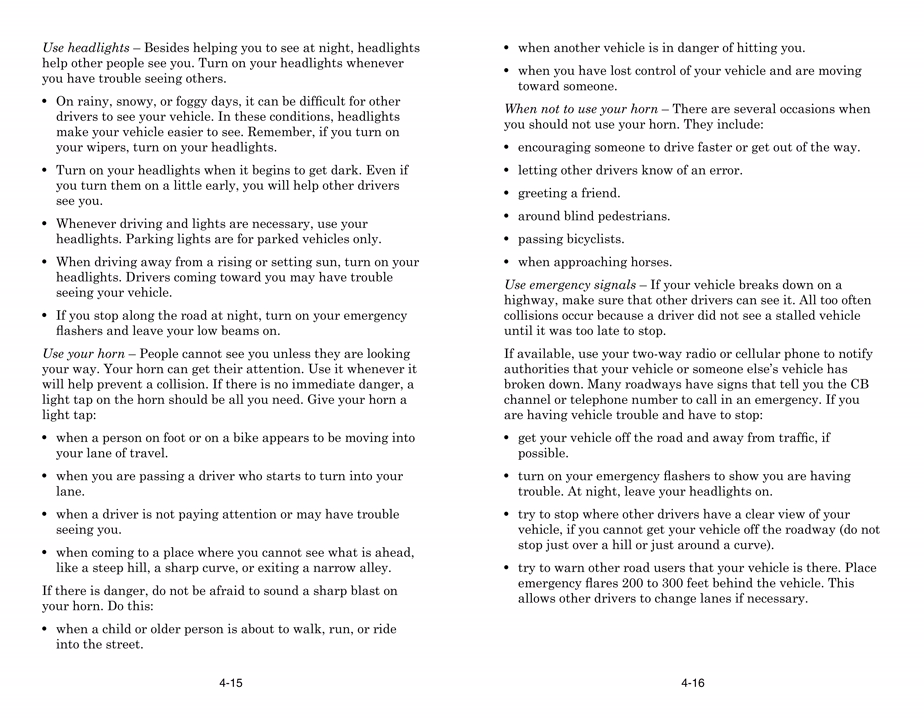 Use headlights – Besides helping you to see at night, headlights
help other people see you. Turn on your headlights whenever
you have trouble seeing others.
• On rainy, snowy, or foggy days, it can be difficult for other
drivers to see your vehicle. In these conditions, headlights
make your vehicle easier to see. Remember, if you turn on
your wipers, turn on your headlights.
• Turn on your headlights when it begins to get dark. Even if
you turn them on a little early, you will help other drivers
see you.
• Whenever driving and lights are necessary, use your
headlights. Parking lights are for parked vehicles only.
• When driving away from a rising or setting sun, turn on your
headlights. Drivers coming toward you may have trouble
seeing your vehicle.
• If you stop along the road at night, turn on your emergency
flashers and leave your low beams on.
Use your horn – People cannot see you unless they are looking
your way. Your horn can get their attention. Use it whenever it
will help prevent a collision. If there is no immediate danger, a
light tap on the horn should be all you need. Give your horn a
light tap:
• when a person on foot or on a bike appears to be moving into
your lane of travel.
• when you are passing a driver who starts to turn into your
lane.
• when a driver is not paying attention or may have trouble
seeing you.
• when coming to a place where you cannot see what is ahead,
like a steep hill, a sharp curve, or exiting a narrow alley.
If there is danger, do not be afraid to sound a sharp blast on
your horn. Do this:
• when a child or older person is about to walk, run, or ride
into the street.
4-15
• when another vehicle is in danger of hitting you.
• when you have lost control of your vehicle and are moving
toward someone.
When not to use your horn – There are several occasions when
you should not use your horn. They include:
• encouraging someone to drive faster or get out of the way.
• letting other drivers know of an error.
• greeting a friend.
• around blind pedestrians.
• passing bicyclists.
• when approaching horses.
Use emergency signals – If your vehicle breaks down on a
highway, make sure that other drivers can see it. All too often
collisions occur because a driver did not see a stalled vehicle
until it was too late to stop.
If available, use your two-way radio or cellular phone to notify
authorities that your vehicle or someone else's vehicle has
broken down. Many roadways have signs that tell you the CB
channel or telephone number to call in an emergency. If you
are having vehicle trouble and have to stop:
• get your vehicle off the road and away from traffic, if
possible.
• turn on your emergency flashers to show you are having
trouble. At night, leave your headlights on.
• try to stop where other drivers have a clear view of your
vehicle, if you cannot get your vehicle off the roadway (do not
stop just over a hill or just around a curve).
• try to warn other road users that your vehicle is there. Place
emergency flares 200 to 300 feet behind the vehicle. This
allows other drivers to change lanes if necessary.
4-16